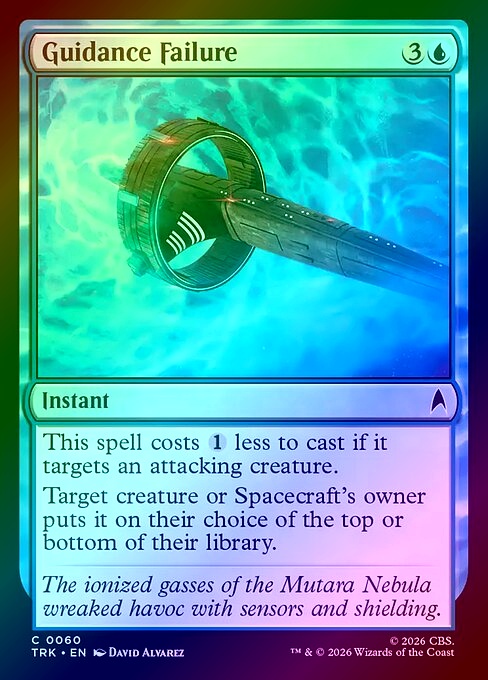 Guidance Failure 3
Instant
This spell costs 1 less to cast if it
targets an attacking creature.
Target creature or Spacecraft's owner
puts it on their choice of the top or
bottom of their library.
The ionized gasses of the Mutara Nebula
wreaked havoc with sensors and shielding.
C 0060
TRK • EN David Alvarez
© 2026 CBS.
™ & © 2026 Wizards of the Coast